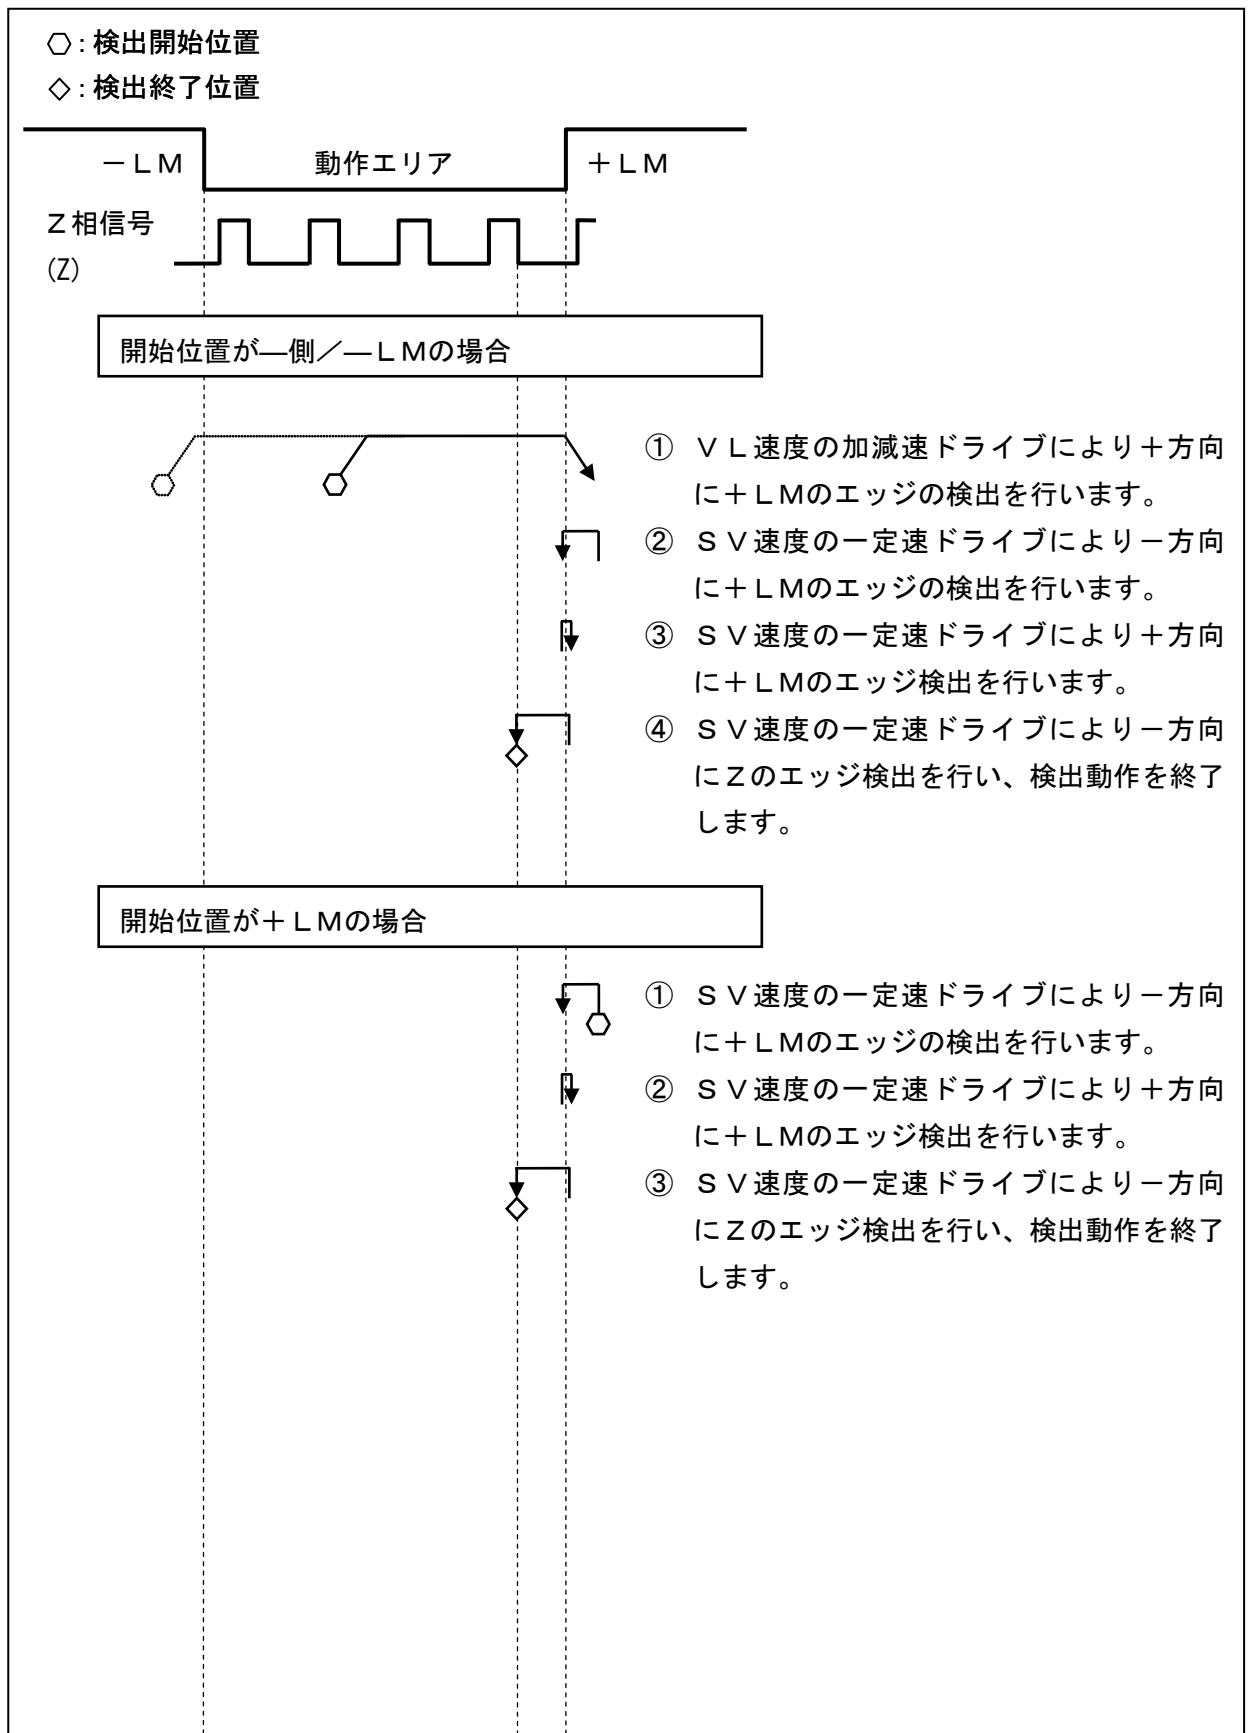 : 検出開始位置
: 検出終了位置
－ＬＭ 動作エリア ＋ＬＭ
Ｚ相信号
(Z)
開始位置が―側／―ＬＭの場合
① ＶＬ速度の加減速ドライブにより＋方向
に＋ＬＭのエッジの検出を行います。
② ＳＶ速度の一定速ドライブにより－方向
に＋ＬＭのエッジの検出を行います。
③ ＳＶ速度の一定速ドライブにより＋方向
に＋ＬＭのエッジ検出を行います。
④ ＳＶ速度の一定速ドライブにより－方向
にＺのエッジ検出を行い、検出動作を終了
します。
開始位置が＋ＬＭの場合
① ＳＶ速度の一定速ドライブにより－方向
に＋ＬＭのエッジの検出を行います。
② ＳＶ速度の一定速ドライブにより＋方向
に＋ＬＭのエッジ検出を行います。
③ ＳＶ速度の一定速ドライブにより－方向
にＺのエッジ検出を行い、検出動作を終了
します。